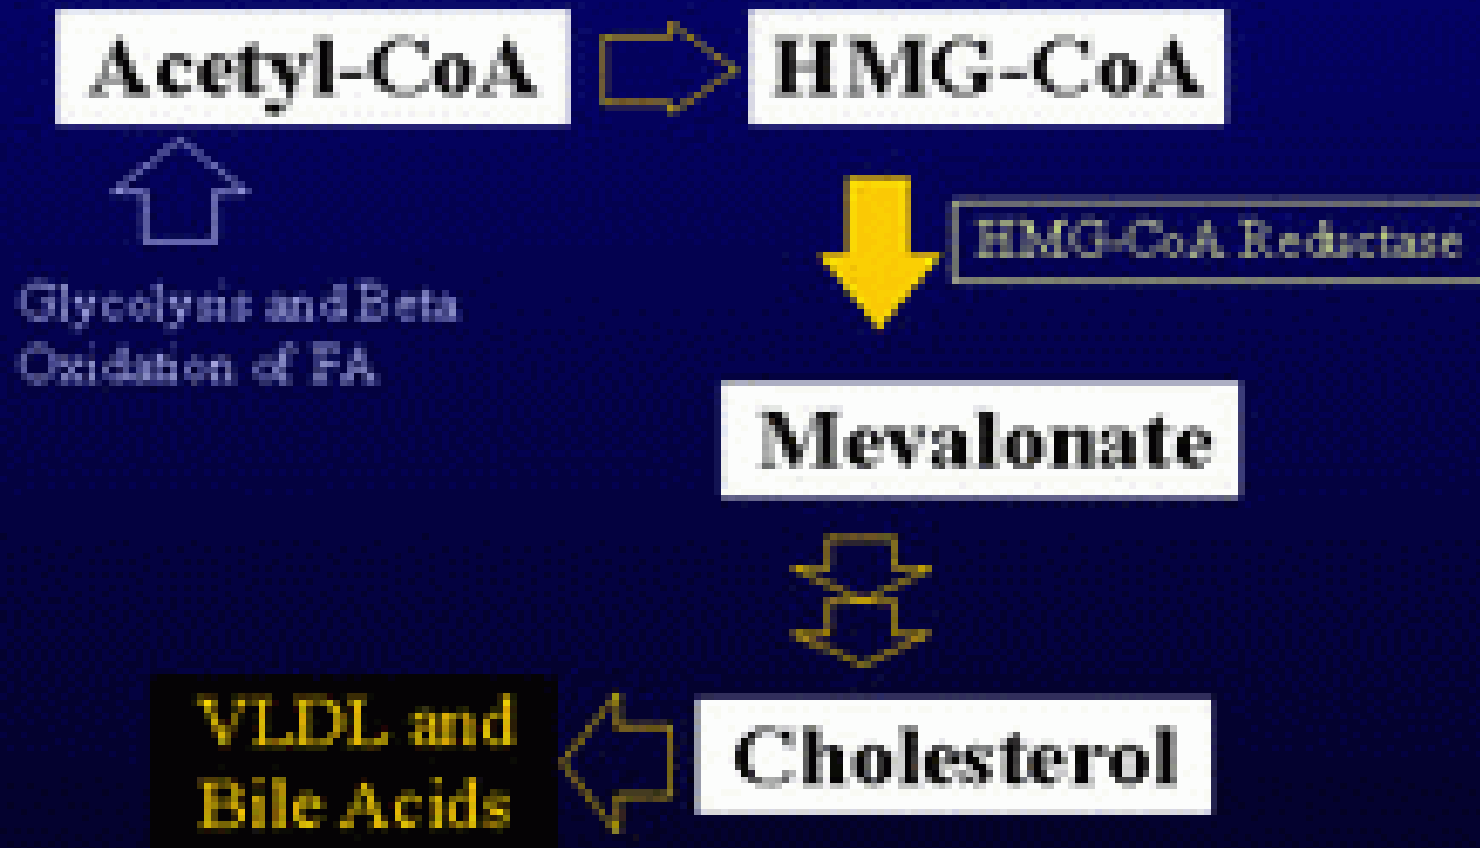 Acetyl-CoA
HMG-CoA
HMG-CoA Reductase
Glycolysis and Beta
Oxidation of FA
Mevalonate
Cholesterol
VLDL and
Bile Acids